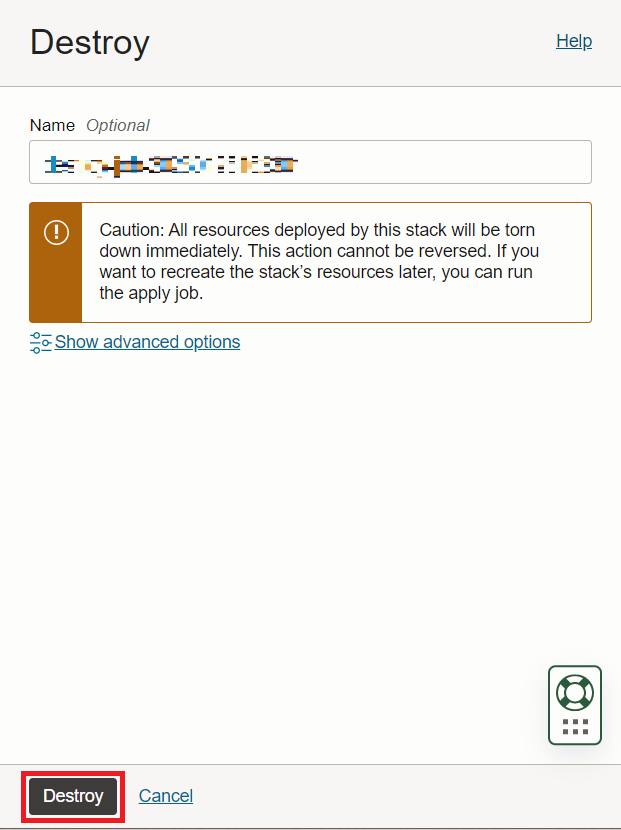 Destroy
Help
Name Optional
Caution: All resources deployed by this stack will be torn
down immediately. This action cannot be reversed. If you
want to recreate the stack’s resources later, you can run
the apply job.
Show advanced options
Destroy
Cancel